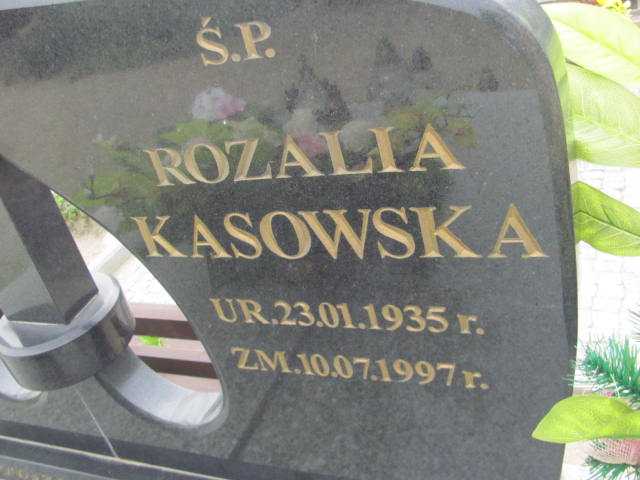 Ś.P.
ROZALIA
KASOWSKA
UR.23.01.1935 r.
ZM.10.07.1997 r.